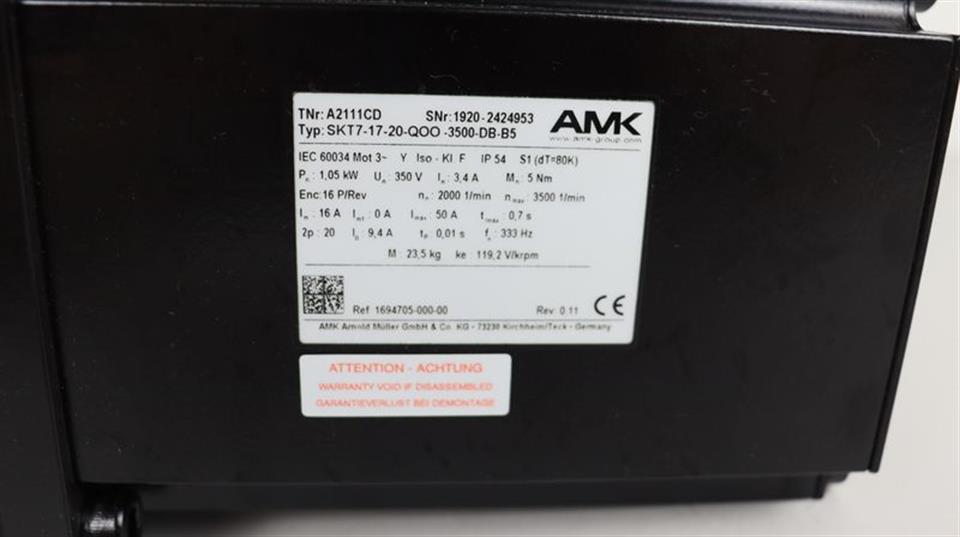 TNr: A2111CD SNr: 1920-2424953 AMK
www.amk-group.com
Typ: SKT7-17-20-QOO -3500-DB-B5
IEC 60034 Mot 3~ Y Iso - Kl F IP 54 S1 (dT=80K)
Pn : 1,05 kW Un : 350 V In : 3,4 A Mn : 5 Nm
Enc: 16 P/Rev nn : 2000 1/min nmax : 3500 1/min
Im : 16 A Im1 : 0 A Imax : 50 A tmax : 0,7 s
2p : 20 I0 : 9,4 A tP : 0,01 s fn : 333 Hz
M : 23,5 kg ke : 119,2 V/krpm
Ref 1694705-000-00 Rev: 0.11 CE
AMK Arnold Müller GmbH & Co. KG - 73230 Kirchheim/Teck - Germany
ATTENTION - ACHTUNG
WARRANTY VOID IF DISASSEMBLED
GARANTIEVERLUST BEI DEMONTAGE